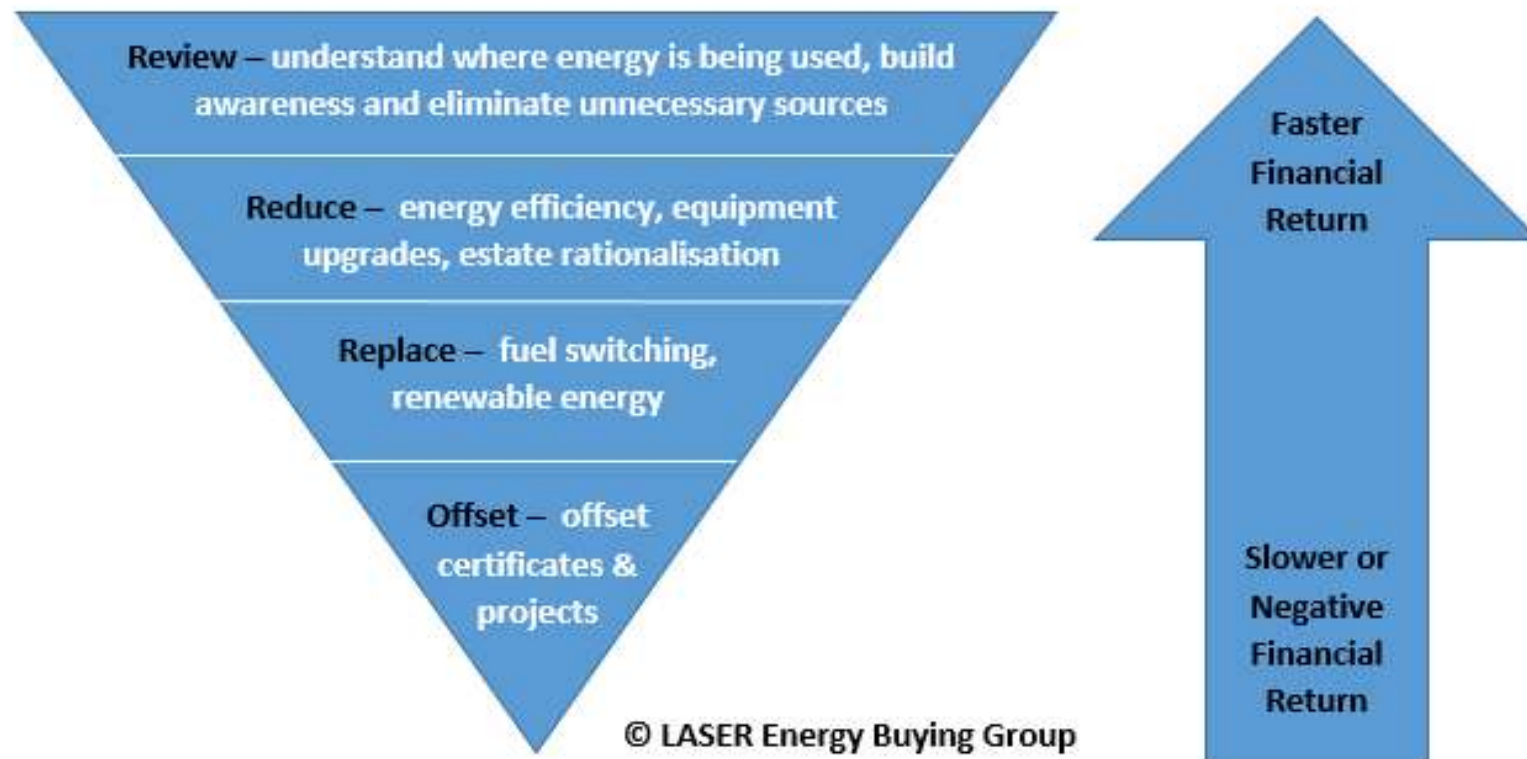 Review – understand where energy is being used, build
awareness and eliminate unnecessary sources
Reduce – energy efficiency, equipment
upgrades, estate rationalisation
Replace – fuel switching,
renewable energy
Offset – offset
certificates &
projects
© LASER Energy Buying Group
Faster
Financial
Return
Slower or
Negative
Financial
Return